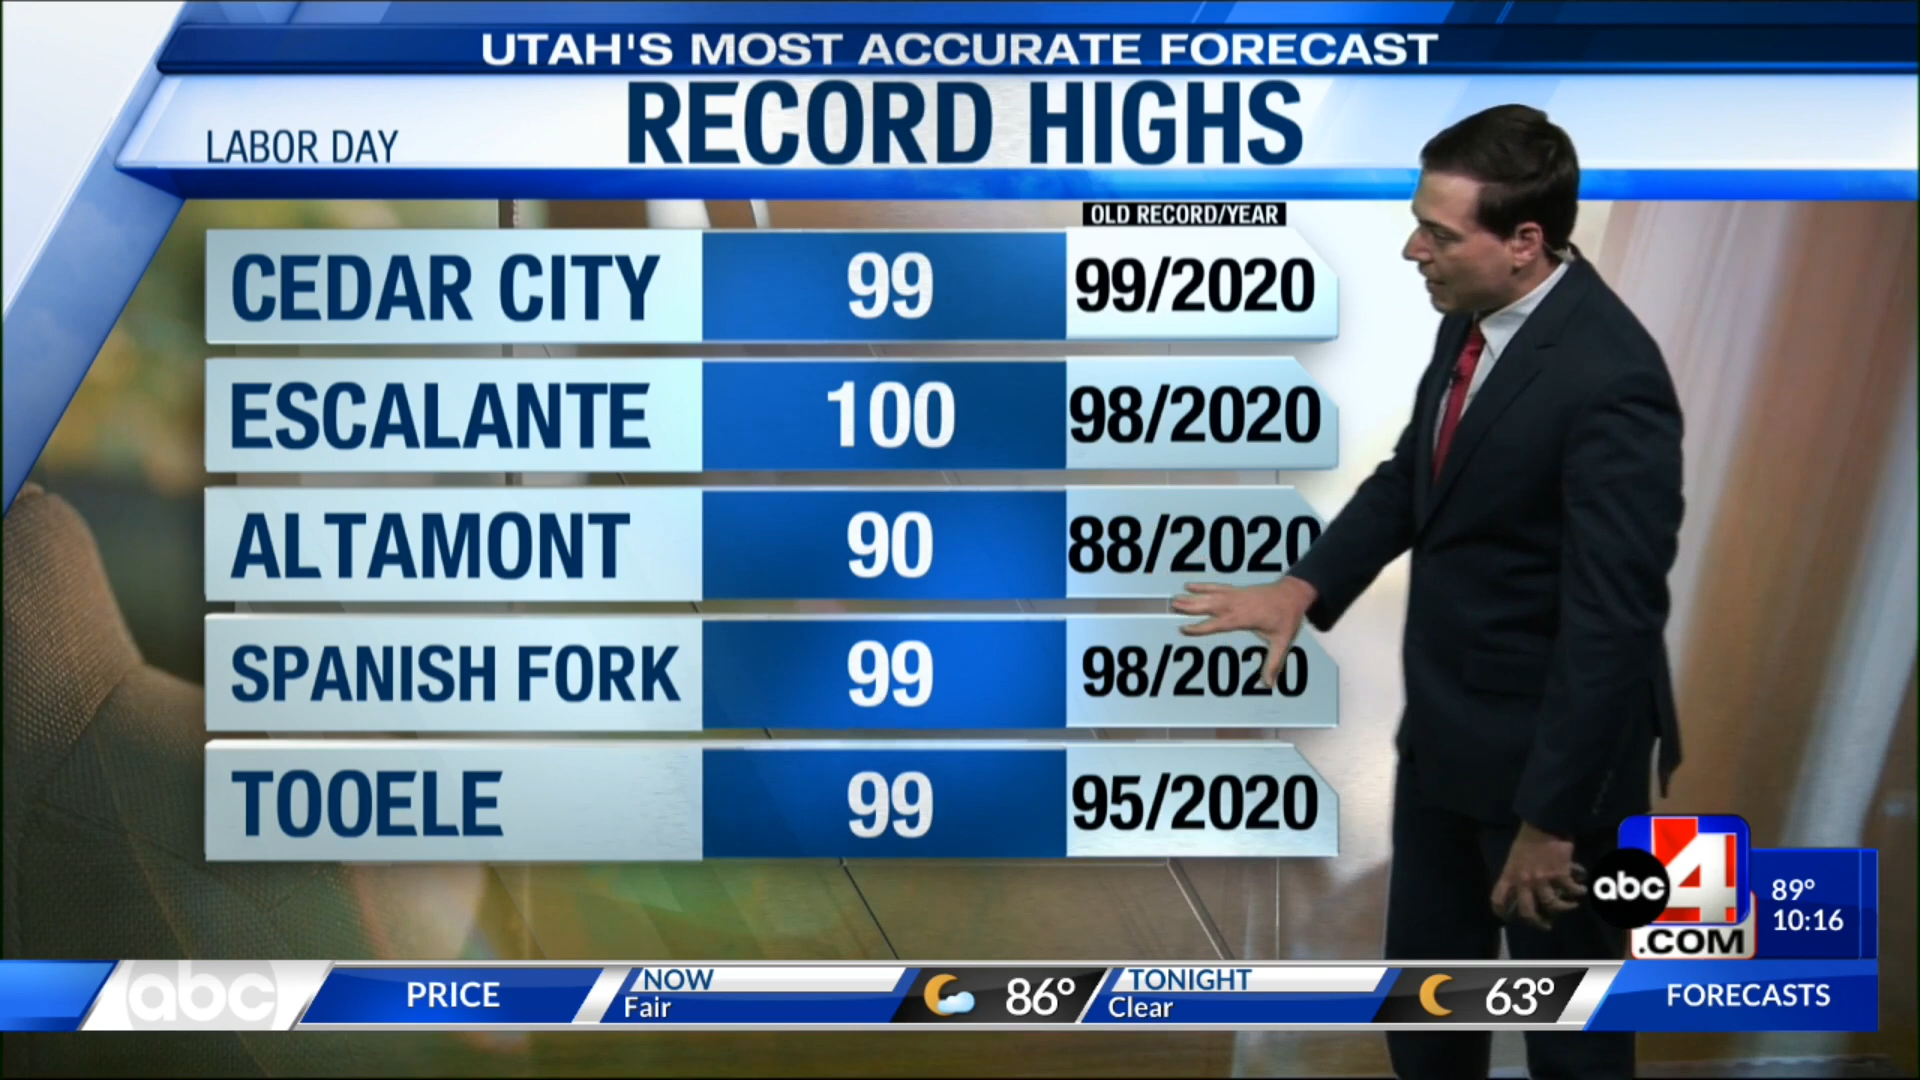 UTAH'S MOST ACCURATE FORECAST
LABOR DAY
RECORD HIGHS
OLD RECORD/YEAR
CEDAR CITY 99 99/2020
ESCALANTE 100 98/2020
ALTAMONT 90 88/2020
SPANISH FORK 99 98/2020
TOOELE 99 95/2020
abc 4
.COM
89°
10:16
abc
PRICE
NOW
Fair
86°
TONIGHT
Clear
63°
FORECASTS